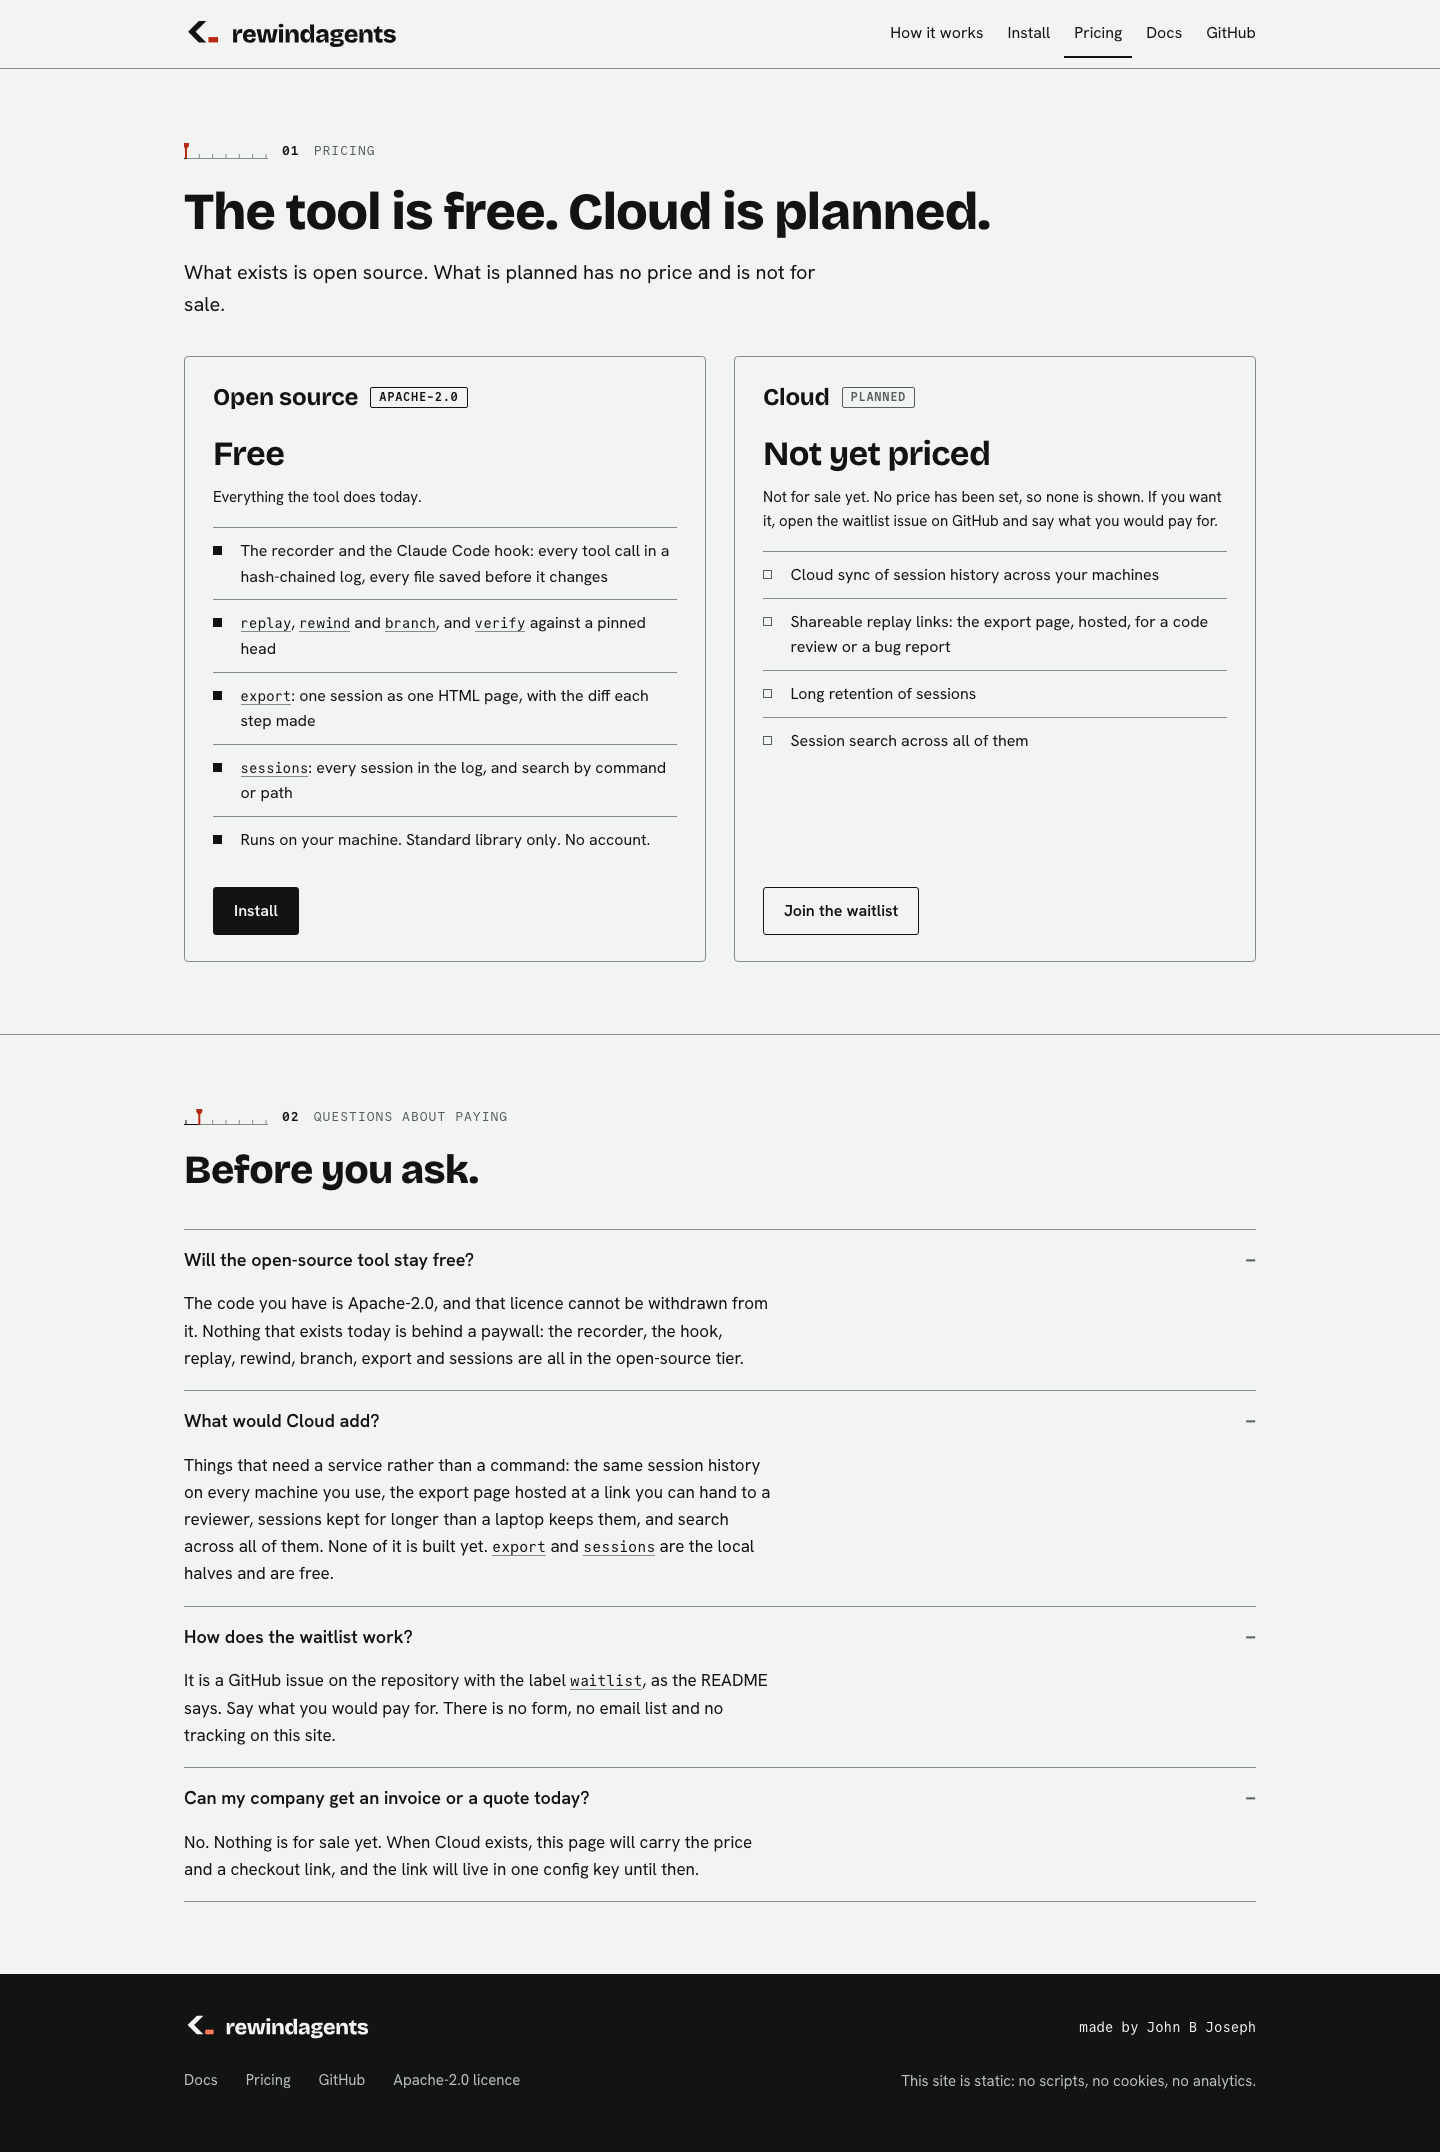 rewindagents
How it works Install Pricing Docs GitHub
01 PRICING
The tool is free. Cloud is planned.
What exists is open source. What is planned has no price and is not for
sale.
Open source APACHE-2.0
Free
Everything the tool does today.
The recorder and the Claude Code hook: every tool call in a
hash-chained log, every file saved before it changes
replay, rewind and branch, and verify against a pinned
head
export: one session as one HTML page, with the diff each
step made
sessions: every session in the log, and search by command
or path
Runs on your machine. Standard library only. No account.
Install
Cloud PLANNED
Not yet priced
Not for sale yet. No price has been set, so none is shown. If you want
it, open the waitlist issue on GitHub and say what you would pay for.
Cloud sync of session history across your machines
Shareable replay links: the export page, hosted, for a code
review or a bug report
Long retention of sessions
Session search across all of them
Join the waitlist
02 QUESTIONS ABOUT PAYING
Before you ask.
Will the open-source tool stay free? –
The code you have is Apache-2.0, and that licence cannot be withdrawn from
it. Nothing that exists today is behind a paywall: the recorder, the hook,
replay, rewind, branch, export and sessions are all in the open-source tier.
What would Cloud add? –
Things that need a service rather than a command: the same session history
on every machine you use, the export page hosted at a link you can hand to a
reviewer, sessions kept for longer than a laptop keeps them, and search
across all of them. None of it is built yet. export and sessions are the local
halves and are free.
How does the waitlist work? –
It is a GitHub issue on the repository with the label waitlist, as the README
says. Say what you would pay for. There is no form, no email list and no
tracking on this site.
Can my company get an invoice or a quote today? –
No. Nothing is for sale yet. When Cloud exists, this page will carry the price
and a checkout link, and the link will live in one config key until then.
rewindagents
made by John B Joseph
Docs Pricing GitHub Apache-2.0 licence
This site is static: no scripts, no cookies, no analytics.